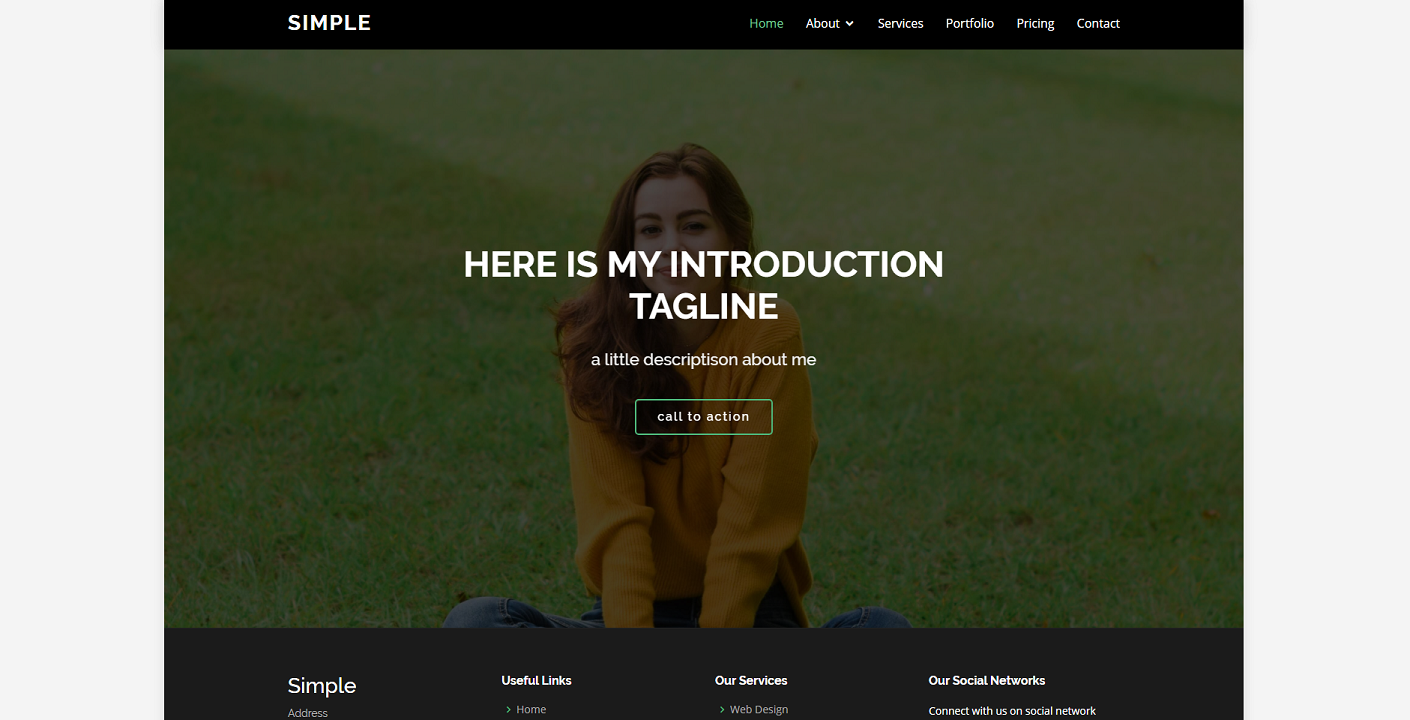 SIMPLE
Home About Services Portfolio Pricing Contact
HERE IS MY INTRODUCTION
TAGLINE
a little descriptison about me
call to action
Simple
Address
Useful Links
Home
Our Services
Web Design
Our Social Networks
Connect with us on social network